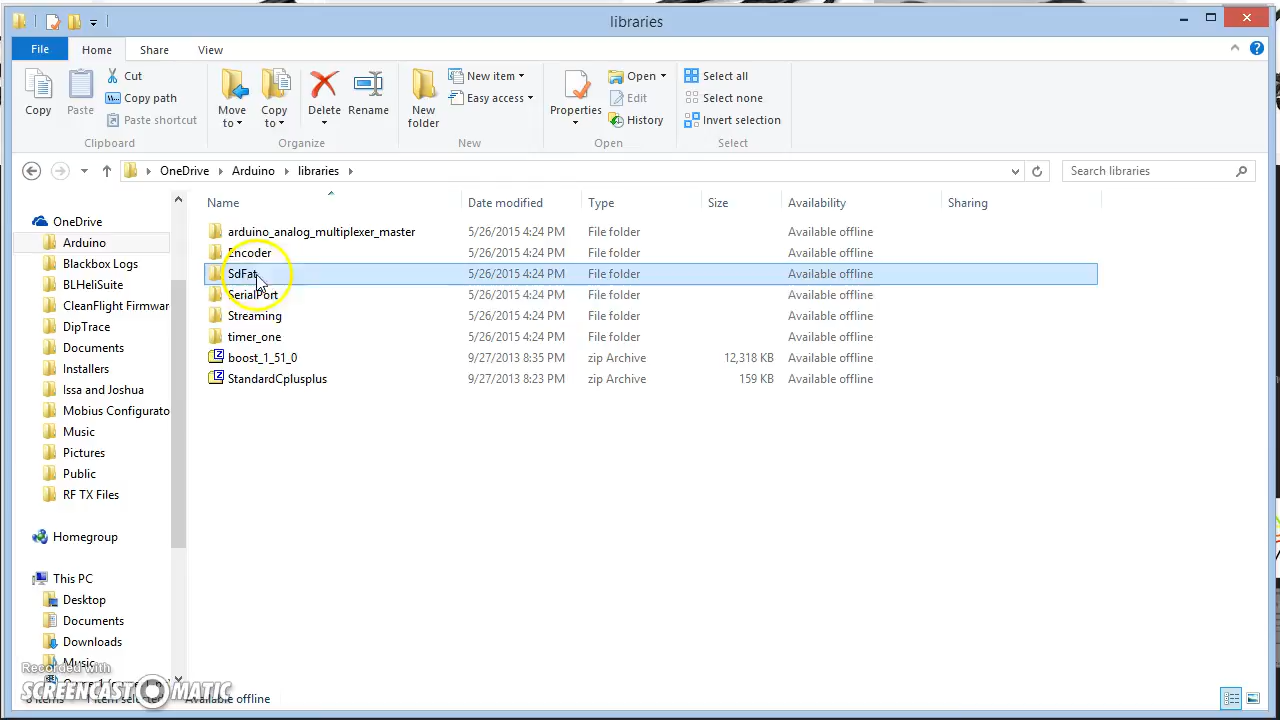 libraries
File Home Share View
Copy Paste Cut Copy path Paste shortcut Clipboard
Move to Copy to Delete Rename Organize
New folder New item Easy access New
Properties Open Edit History Open
Select all Select none Invert selection Select
OneDrive Arduino libraries Search libraries
Name Date modified Type Size Availability Sharing
OneDrive
Arduino
Blackbox Logs
BLHeliSuite
CleanFlight Firmwar
DipTrace
Documents
Installers
Issa and Joshua
Mobius Configurato
Music
Pictures
Public
RF TX Files
Homegroup
This PC
Desktop
Documents
Downloads
Music
arduino_analog_multiplexer_master 5/26/2015 4:24 PM File folder Available offline
Encoder 5/26/2015 4:24 PM File folder Available offline
SdFat 5/26/2015 4:24 PM File folder Available offline
SerialPort 5/26/2015 4:24 PM File folder Available offline
Streaming 5/26/2015 4:24 PM File folder Available offline
timer_one 5/26/2015 4:24 PM File folder Available offline
boost_1_51_0 9/27/2013 8:35 PM zip Archive 12,318 KB Available offline
StandardCplusplus 9/27/2013 8:23 PM zip Archive 159 KB Available offline
Recorded with
SCREENCAST MATIC
8 items 1 item selected Available offline